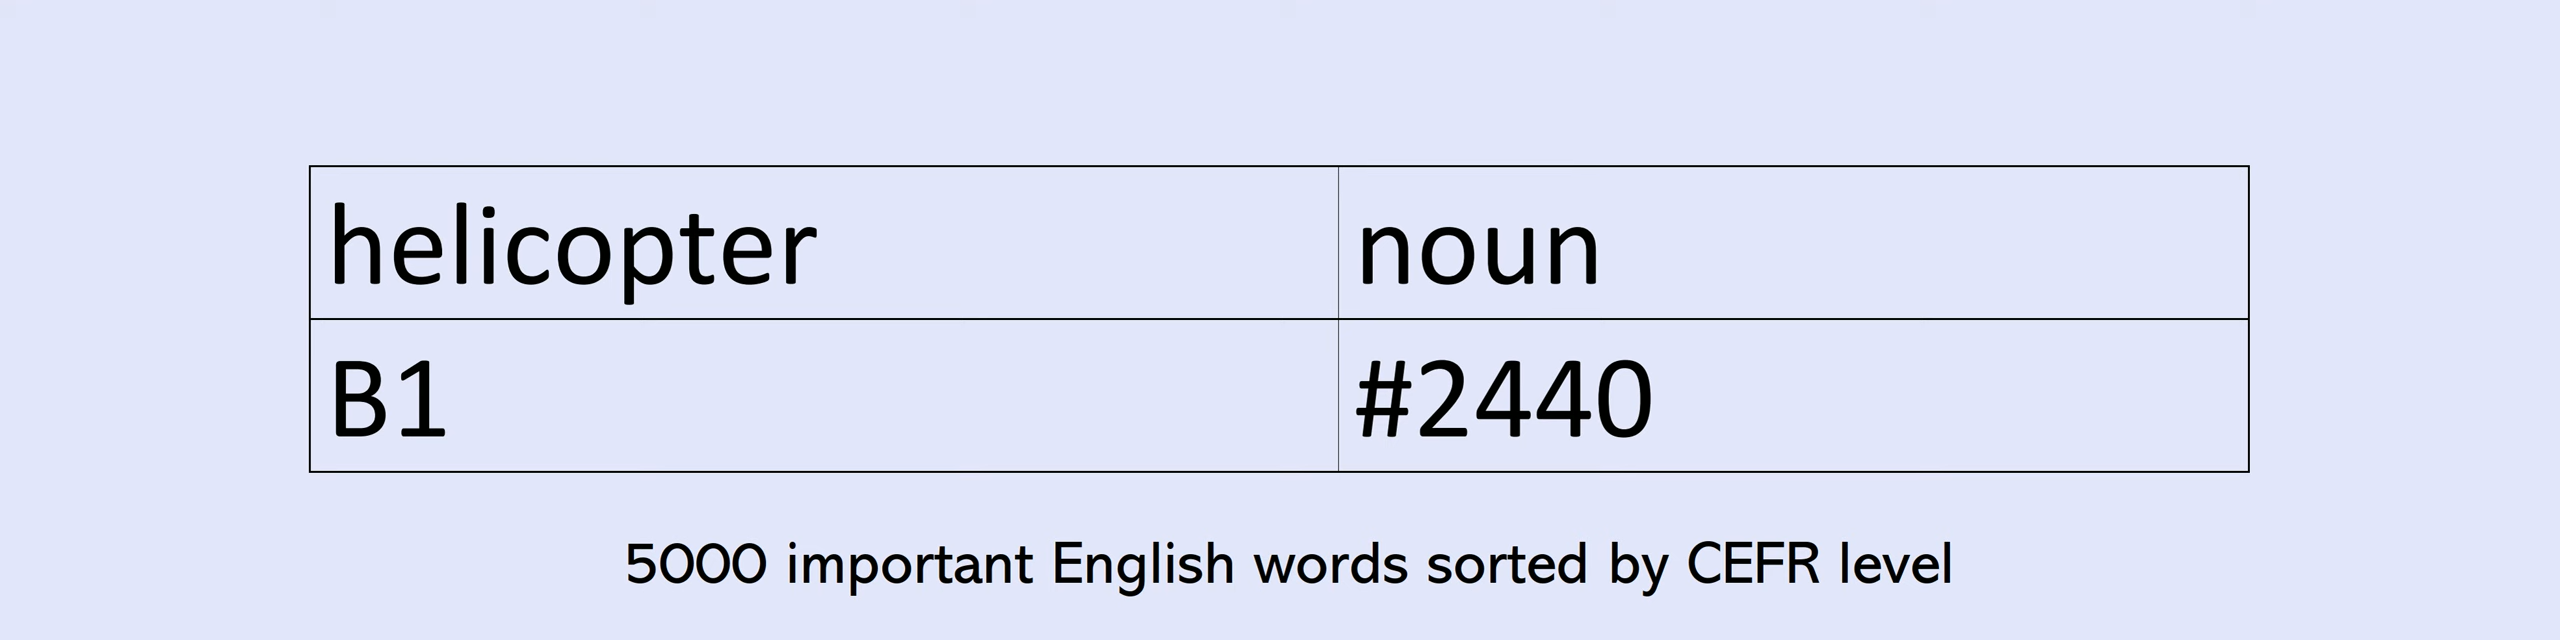 helicopter noun
B1 #2440
5000 important English words sorted by CEFR level